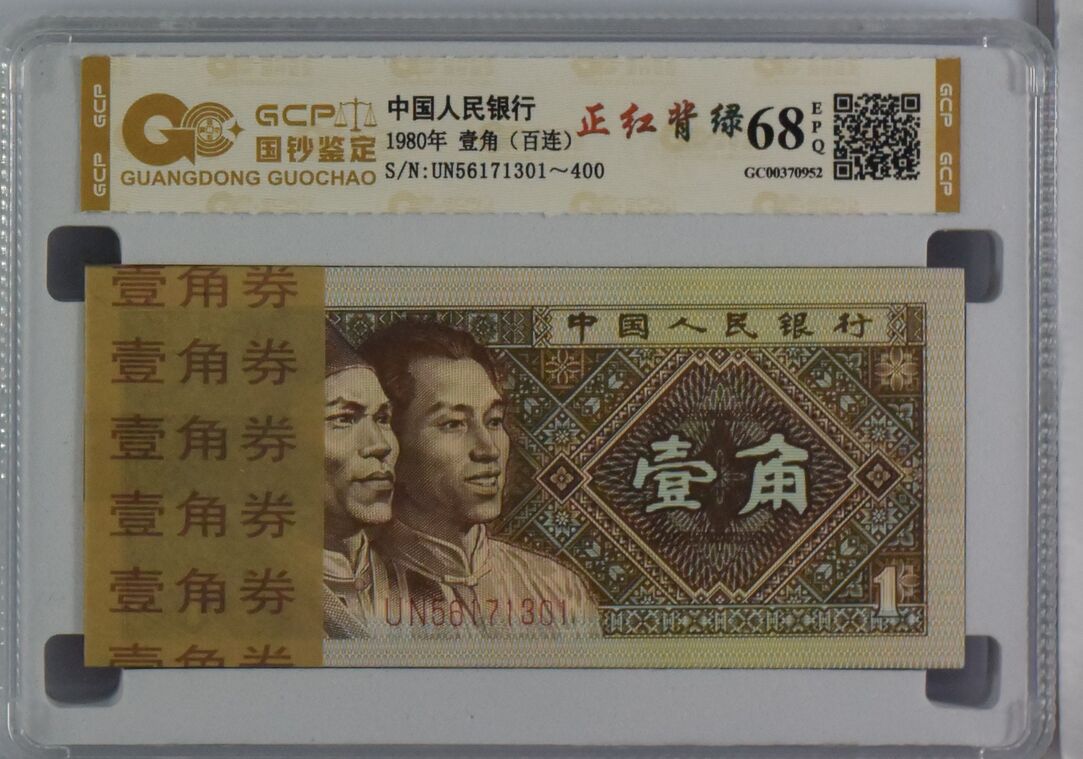 GCP
GCP
GCP
国钞鉴定
GUANGDONG GUOCHAO
中国人民银行
1980年 壹角（百连）
S/N:UN56171301～400
正红背绿
68
EPQ
GC00370952
GCP
GCP
壹角券
壹角券
壹角券
壹角券
壹角券
壹角券
中国人民银行
壹角
1
UN56171301